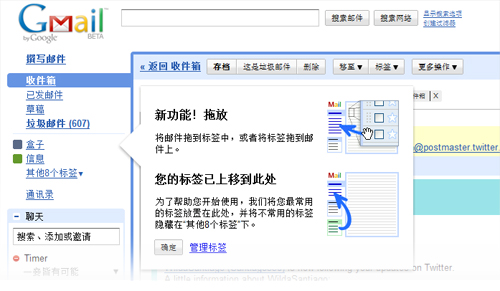 Gmail
by Google BETA
搜索邮件 搜索网络 显示搜索选项
创建过滤器
撰写邮件
« 返回 收件箱 存档 这是垃圾邮件 删除 移至▼ 标签▼ 更多操作▼
收件箱
已发邮件
草稿
垃圾邮件 (607)
盒子
信息
其他8个标签▼
通讯录
聊天
搜索、添加或邀请
Timer
新功能！拖放
将邮件拖到标签中，或者将标签拖到邮
件上。
Mail
您的标签已上移到此处
为了帮助您开始使用，我们将您最常用
的标签放置在此处，并将不常用的标签
隐藏在“其他8个标签”下。
Mail
确定 管理标签
X
@postmaster.twitter.
on Twitter.